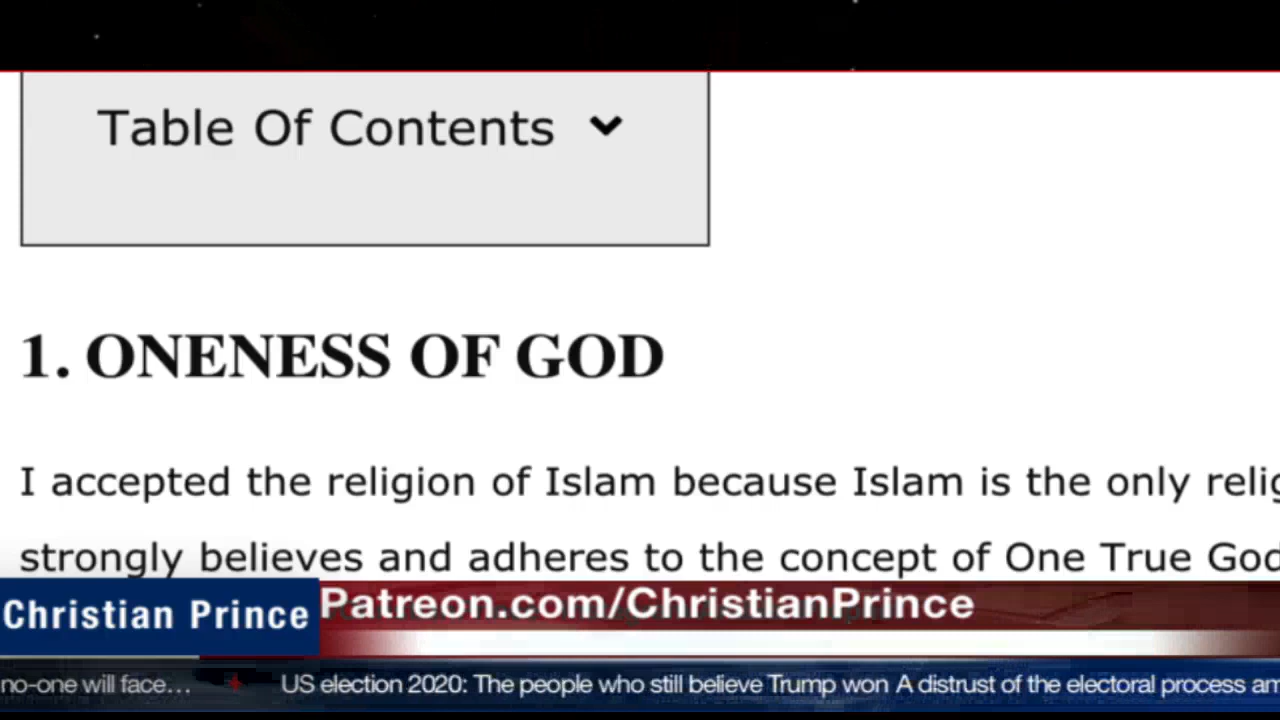 Table Of Contents
1. ONENESS OF GOD
I accepted the religion of Islam because Islam is the only
strongly believes and adheres to the concept of One True God
Christian Prince
Patreon.com/ChristianPrince
no-one will face... US election 2020: The people who still believe Trump won A distrust of the electoral process